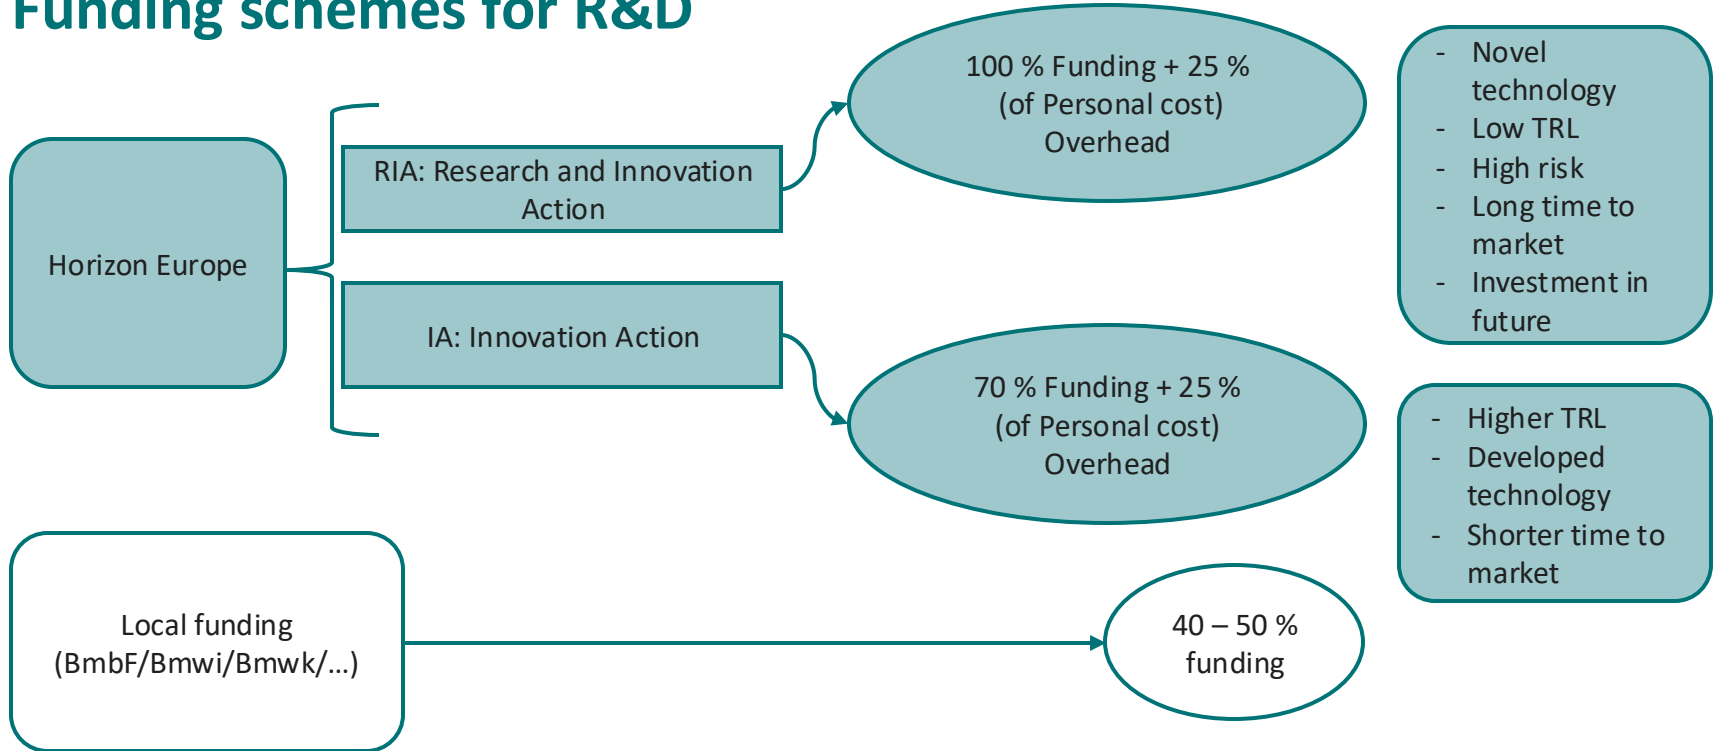 Funding schemes for R&D
Horizon Europe
RIA: Research and Innovation
Action
IA: Innovation Action
100 % Funding + 25 %
(of Personal cost)
Overhead
70 % Funding + 25 %
(of Personal cost)
Overhead
- Novel
technology
- Low TRL
- High risk
- Long time to
market
- Investment in
future
- Higher TRL
- Developed
technology
- Shorter time to
market
Local funding
(BmbF/Bmwi/Bmwk/...)
40 – 50 %
funding